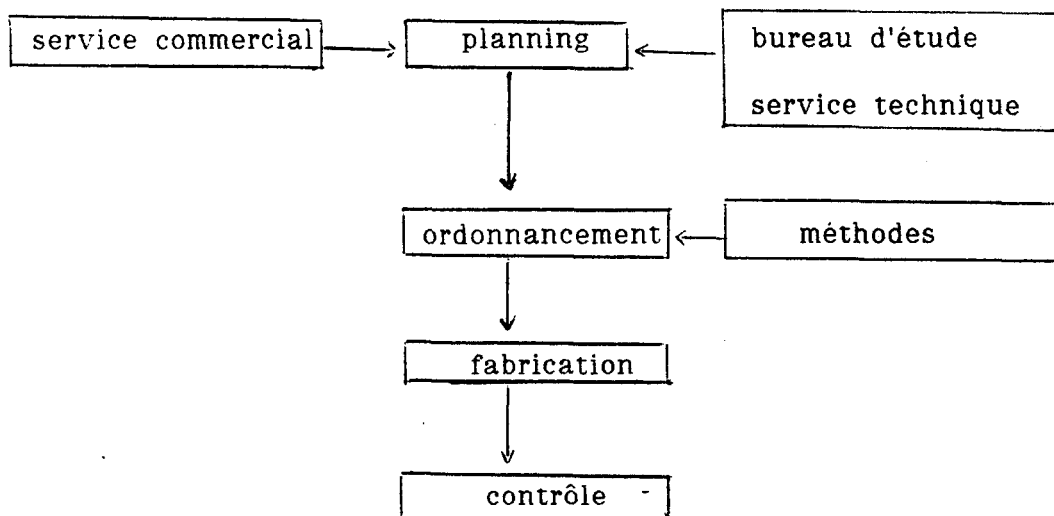 service commercial
planning
bureau d'étude
service technique
ordonnancement
méthodes
fabrication
contrôle